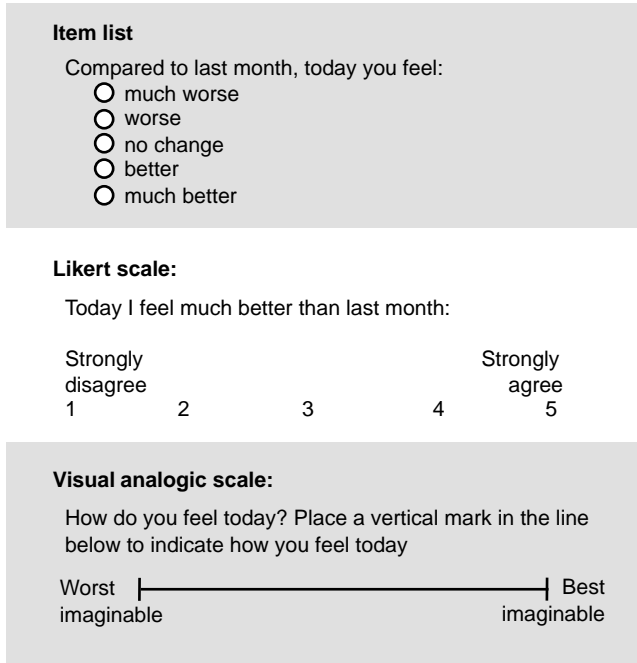 Item list
Compared to last month, today you feel:
much worse
worse
no change
better
much better
Likert scale:
Today I feel much better than last month:
Strongly Strongly
disagree agree
1 2 3 4 5
Visual analogic scale:
How do you feel today? Place a vertical mark in the line
below to indicate how you feel today
Worst Best
imaginable imaginable